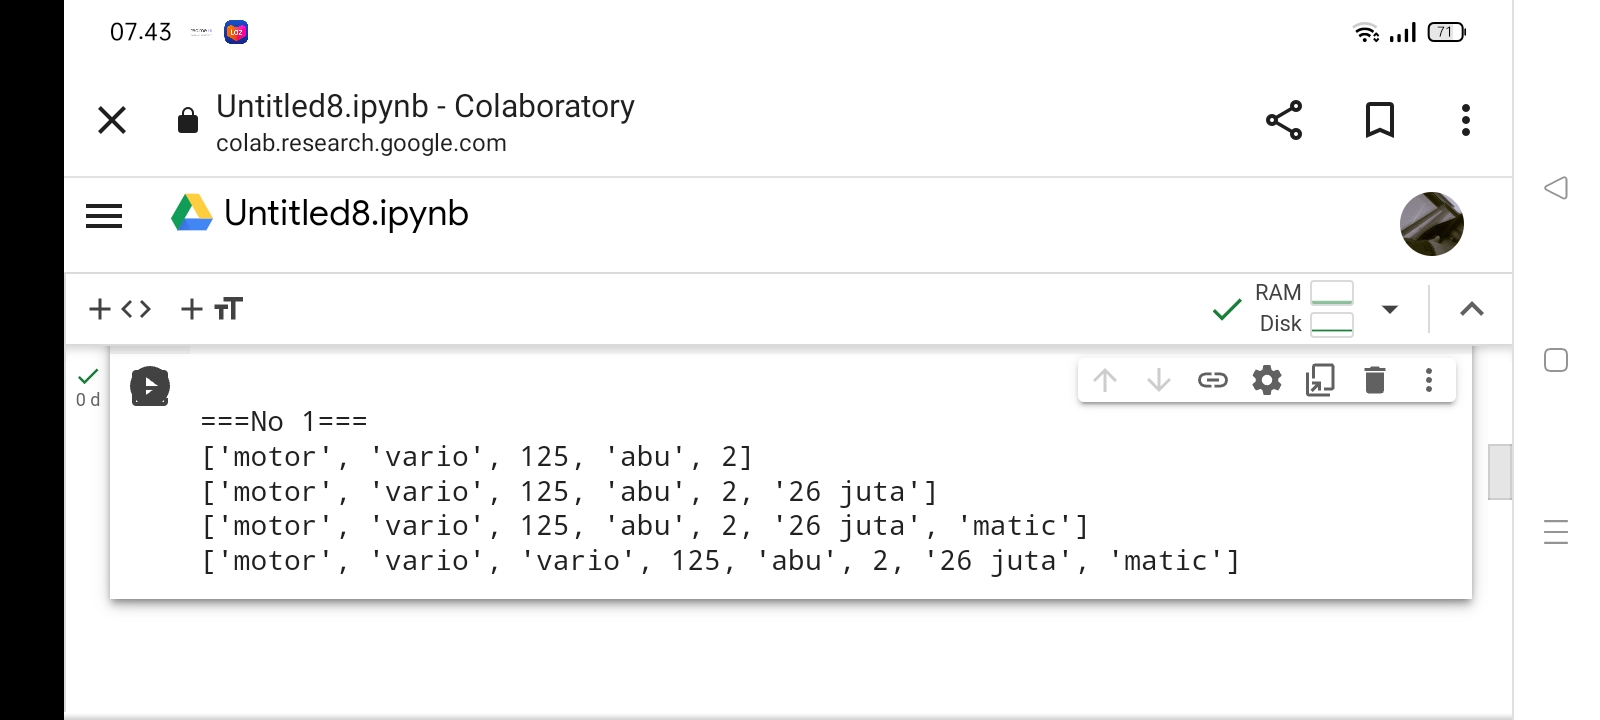 07.43
Loz
71
Untitled8.ipynb - Colaboratory
colab.research.google.com
Untitled8.ipynb
RAM
Disk
0 d
===No 1===
['motor', 'vario', 125, 'abu', 2]
['motor', 'vario', 125, 'abu', 2, '26 juta']
['motor', 'vario', 125, 'abu', 2, '26 juta', 'matic']
['motor', 'vario', 'vario', 125, 'abu', 2, '26 juta', 'matic']